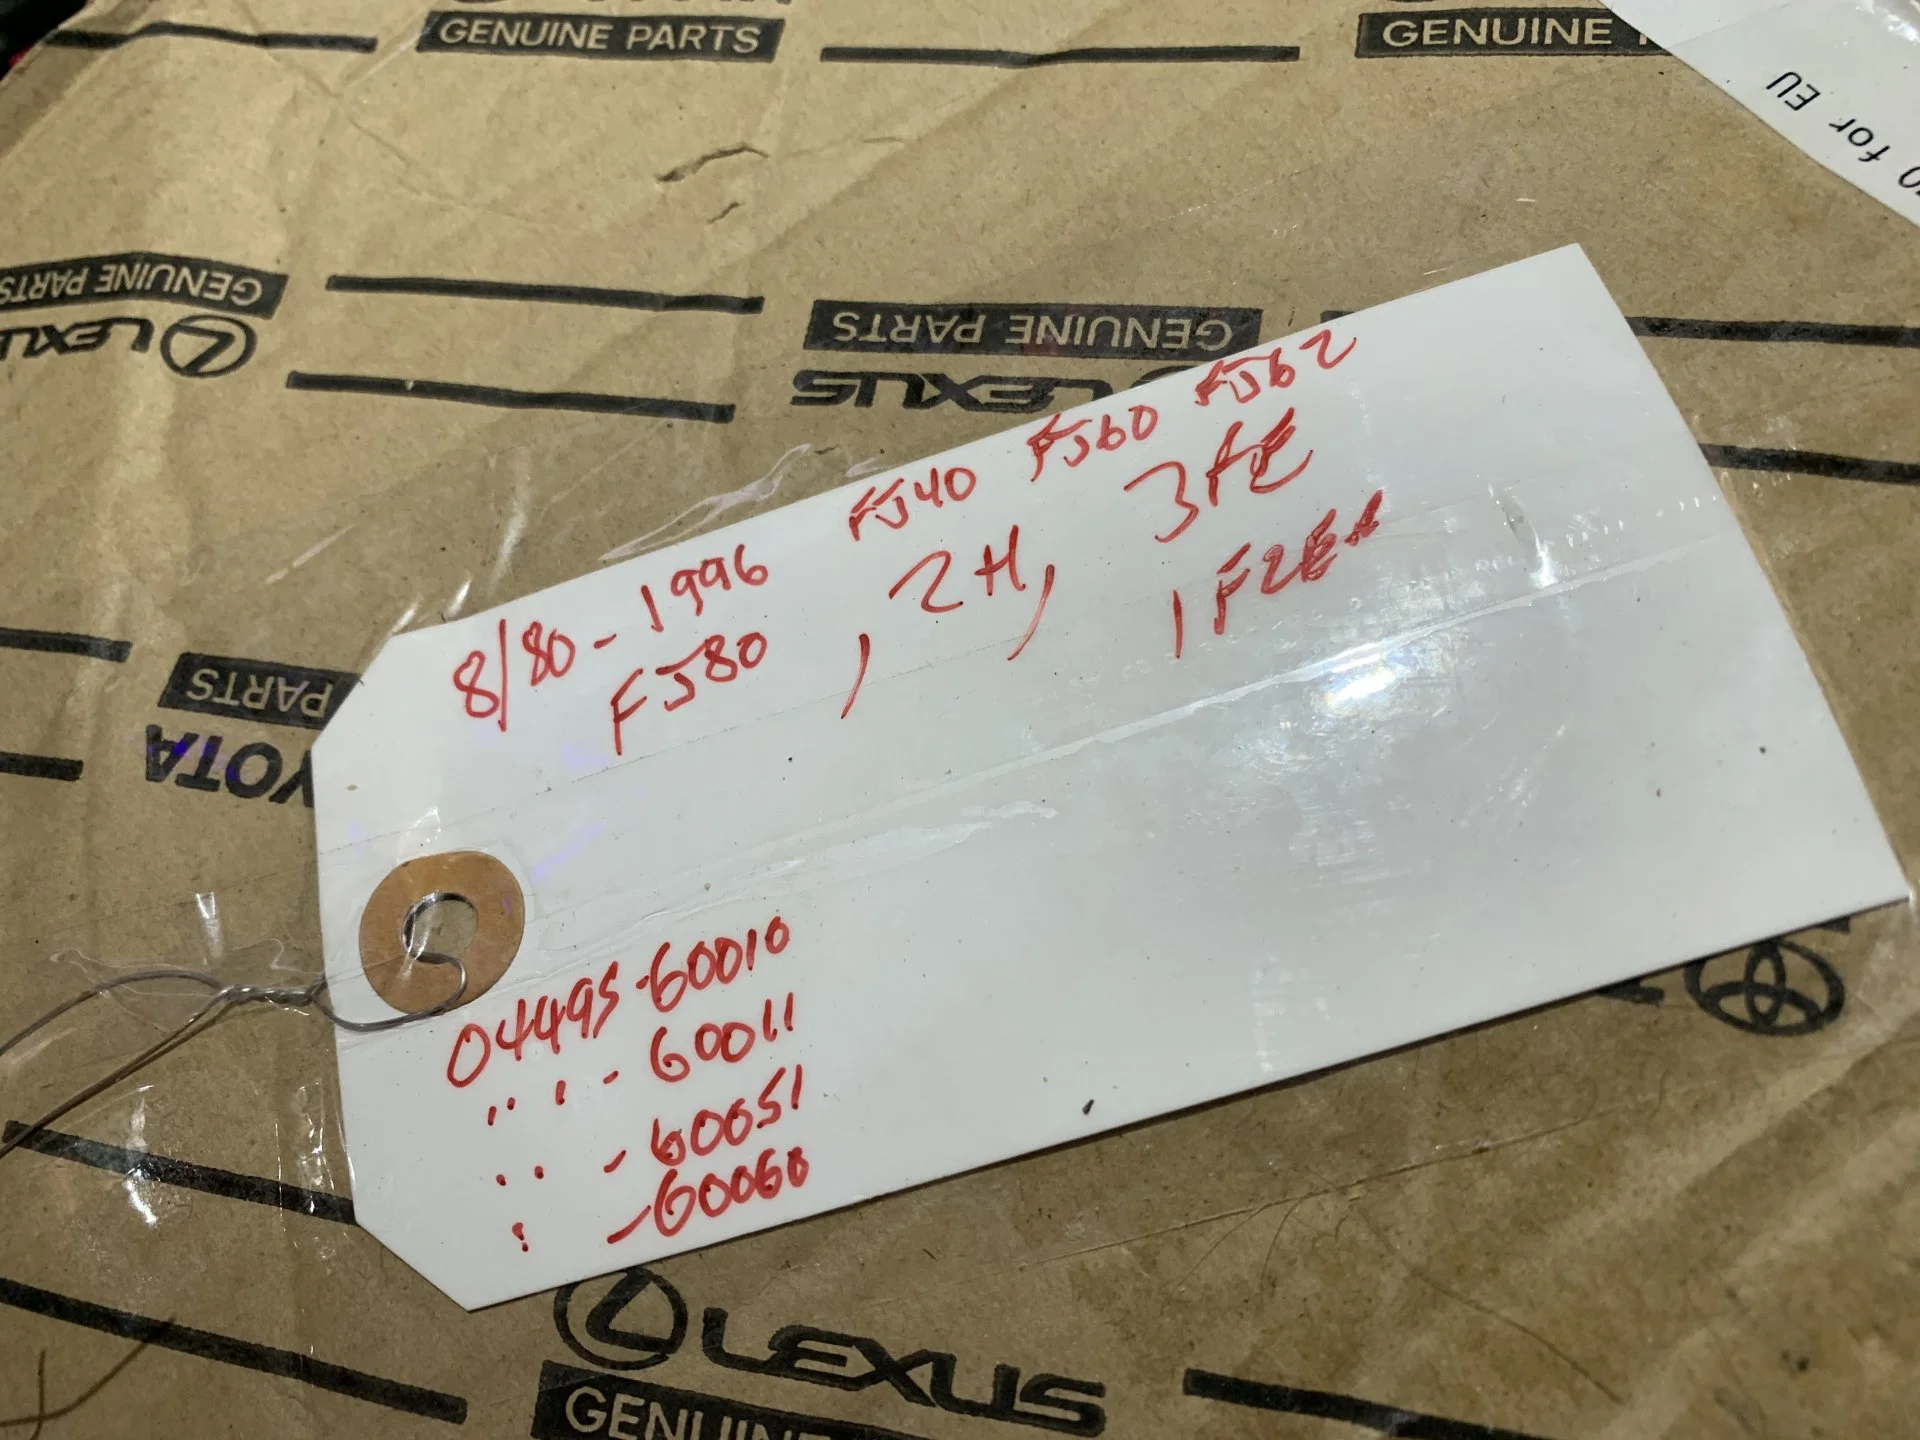 GENUINE PARTS
GENUINE
for EU
GENUINE PARTS
LEXUS
GENUINE PARTS
LEXUS
FJ40 FJ60 FJ62
8/80 - 1996
FJ80 , 2H, 3FE
1FZE
PARTS
YOTA
04495-60010
" " - 60011
" " - 60051
" - 60060
LEXUS
GENUINE